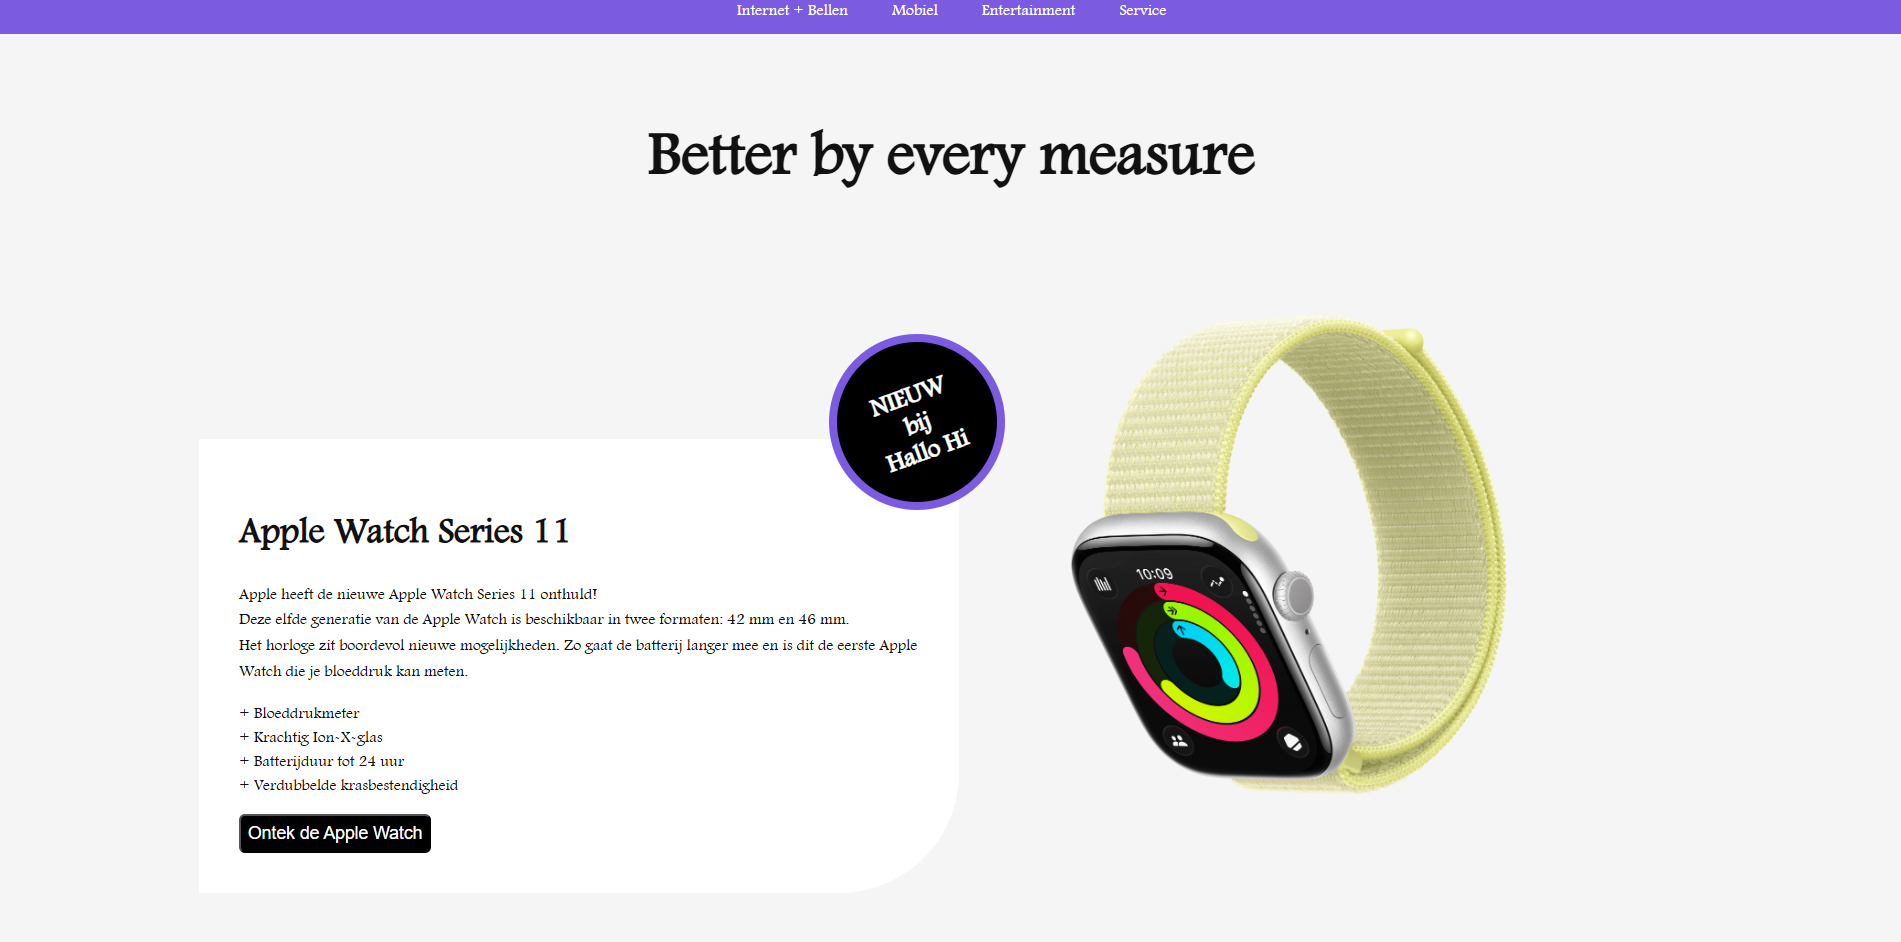 Internet + Bellen Mobiel Entertainment Service
Better by every measure
NIEUW
bij
Hallo Hi
Apple Watch Series 11
Apple heeft de nieuwe Apple Watch Series 11 onthuld!
Deze elfde generatie van de Apple Watch is beschikbaar in twee formaten: 42 mm en 46 mm.
Het horloge zit boordevol nieuwe mogelijkheden. Zo gaat de batterij langer mee en is dit de eerste Apple
Watch die je bloeddruk kan meten.
+ Bloeddrukmeter
+ Krachtig Ion-X-glas
+ Batterijduur tot 24 uur
+ Verdubbelde krasbestendigheid
Ontek de Apple Watch
10:09